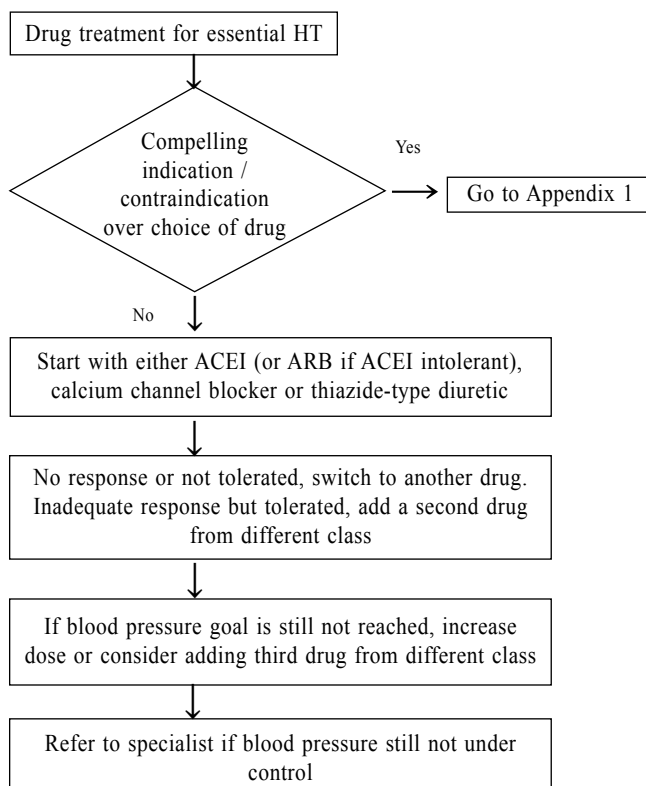 Drug treatment for essential HT
Compelling
indication /
contraindication
over choice of drug
Yes
Go to Appendix 1
No
Start with either ACEI (or ARB if ACEI intolerant),
calcium channel blocker or thiazide-type diuretic
No response or not tolerated, switch to another drug.
Inadequate response but tolerated, add a second drug
from different class
If blood pressure goal is still not reached, increase
dose or consider adding third drug from different class
Refer to specialist if blood pressure still not under
control